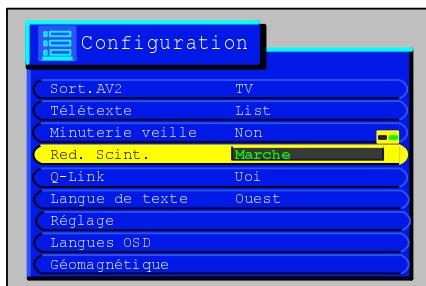 Configuration
Sort.AV2 TV
Télétexte List
Minuterie veille Non
Red. Scint. Marche
Q-Link Uoi
Langue de texte Ouest
Réglage
Langues OSD
Géomagnétique